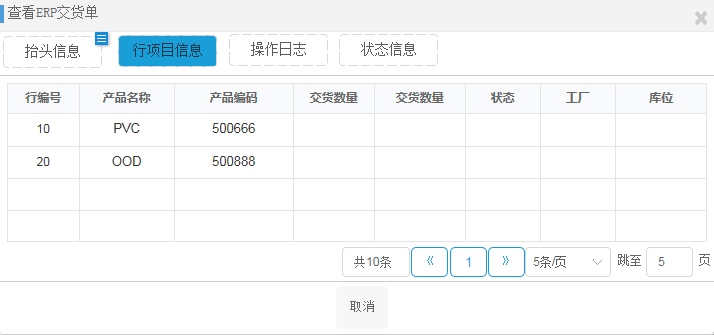 查看ERP交货单
抬头信息 行项目信息 操作日志 状态信息
行编号 产品名称 产品编码 交货数量 交货数量 状态 工厂 库位
10 PVC 500666
20 OOD 500888
共10条 « 1 » 5条/页 跳至 5 页
取消